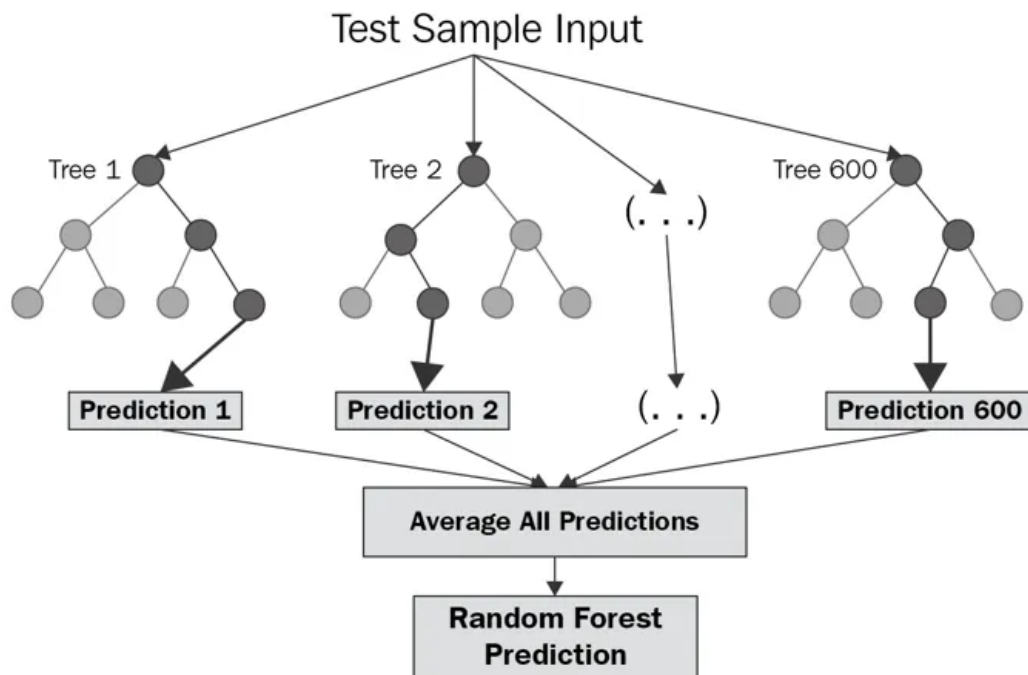 Test Sample Input
Tree 1
Tree 2
Tree 600
(. . .)
(. . .)
Prediction 1
Prediction 2
Prediction 600
Average All Predictions
Random Forest
Prediction